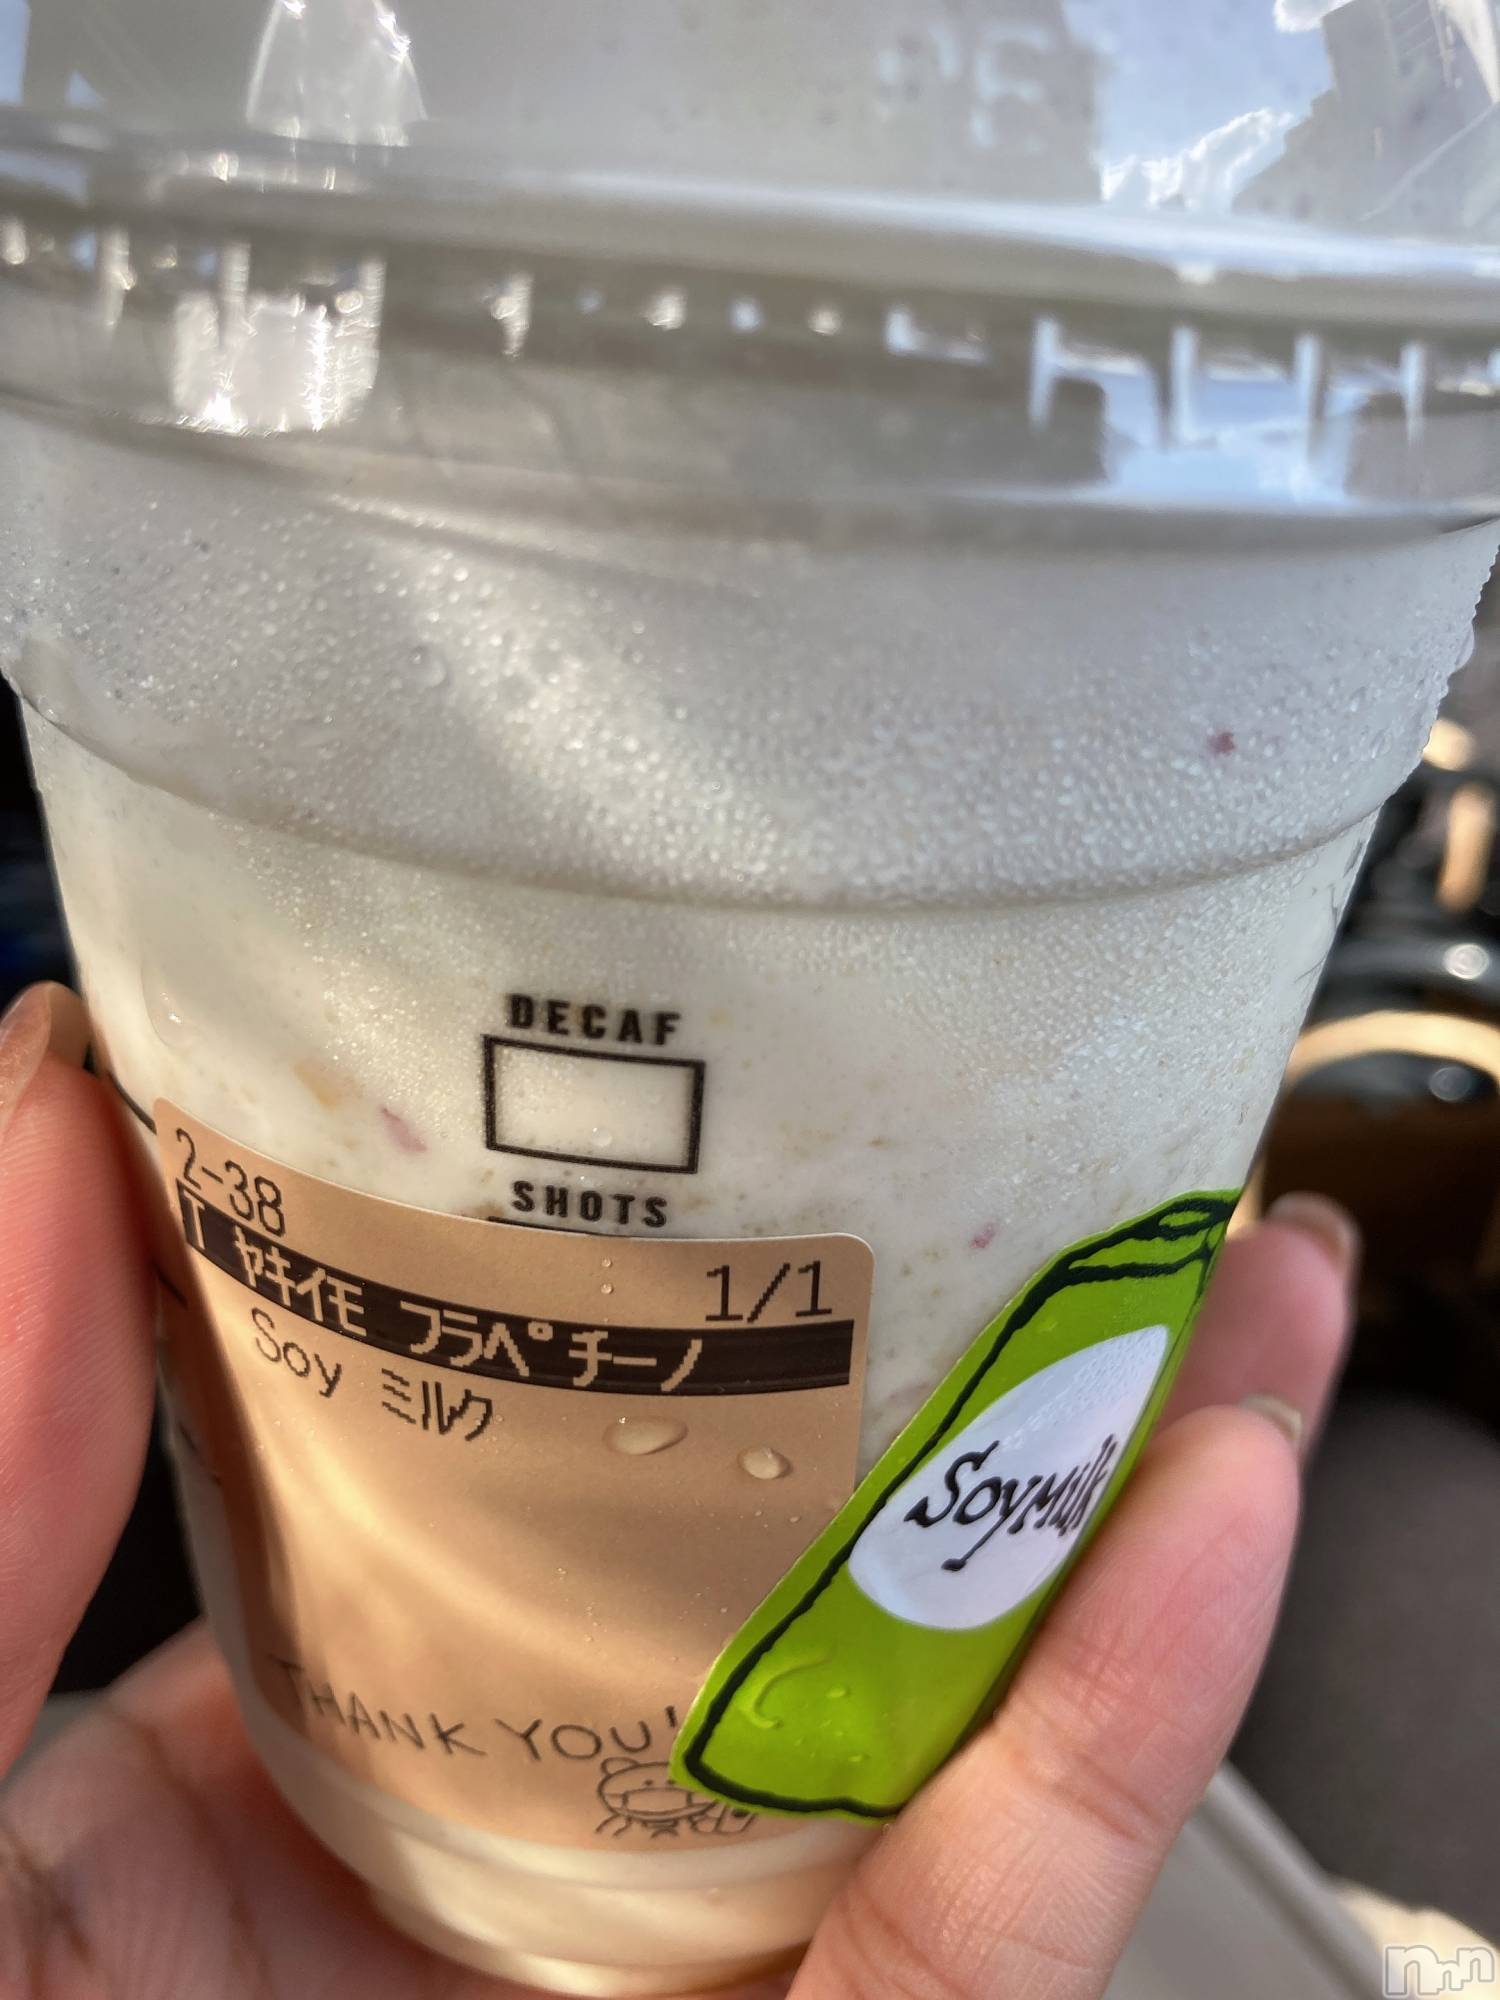 DECAF
SHOTS
2-38
1/1
T ﾔｷｲﾓ ﾌﾗﾍﾟﾁｰﾉ
Soy ﾐﾙｸ
SoyMilk
THANK YOU!
nnn